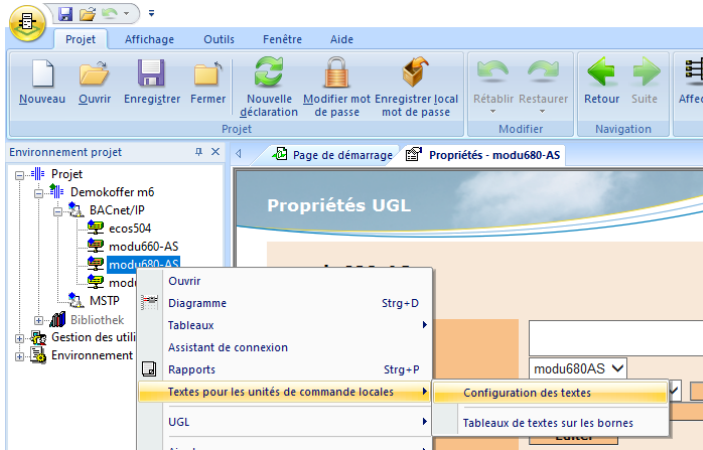 Projet Affichage Outils Fenêtre Aide
Nouveau Ouvrir Enregistrer Fermer Nouvelle déclaration Modifier mot de passe Enregistrer local mot de passe Rétablir Restaurer Retour Suite
Projet Modifier Navigation
Environnement projet
Page de démarrage Propriétés - modu680-AS
Projet
Demokoffer m6
BACnet/IP
ecos504
modu660-AS
modu680-AS
MSTP
Bibliothek
Gestion des
Environnement
Propriétés UGL
Ouvrir
Diagramme Strg+D
Tableaux
Assistant de connexion
Rapports Strg+P
Textes pour les unités de commande locales
UGL
modu680AS
Configuration des textes
Tableaux de textes sur les bornes